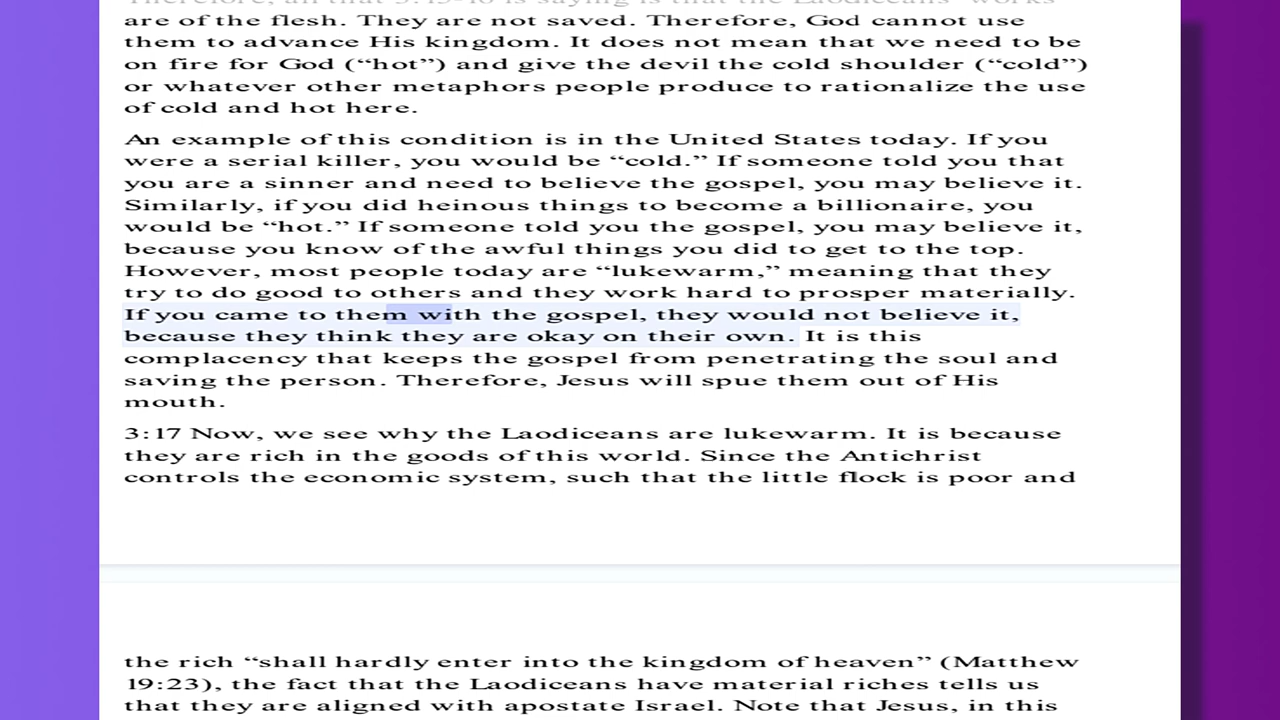 Therefore, all that 3:15-16 is saying is that the Laodiceans' works
are of the flesh. They are not saved. Therefore, God cannot use
them to advance His kingdom. It does not mean that we need to be
on fire for God (“hot”) and give the devil the cold shoulder (“cold”)
or whatever other metaphors people produce to rationalize the use
of cold and hot here.
An example of this condition is in the United States today. If you
were a serial killer, you would be “cold.” If someone told you that
you are a sinner and need to believe the gospel, you may believe it.
Similarly, if you did heinous things to become a billionaire, you
would be “hot.” If someone told you the gospel, you may believe it,
because you know of the awful things you did to get to the top.
However, most people today are “lukewarm,” meaning that they
try to do good to others and they work hard to prosper materially.
If you came to them with the gospel, they would not believe it,
because they think they are okay on their own. It is this
complacency that keeps the gospel from penetrating the soul and
saving the person. Therefore, Jesus will spue them out of His
mouth.
3:17 Now, we see why the Laodiceans are lukewarm. It is because
they are rich in the goods of this world. Since the Antichrist
controls the economic system, such that the little flock is poor and
the rich “shall hardly enter into the kingdom of heaven” (Matthew
19:23), the fact that the Laodiceans have material riches tells us
that they are aligned with apostate Israel. Note that Jesus, in this